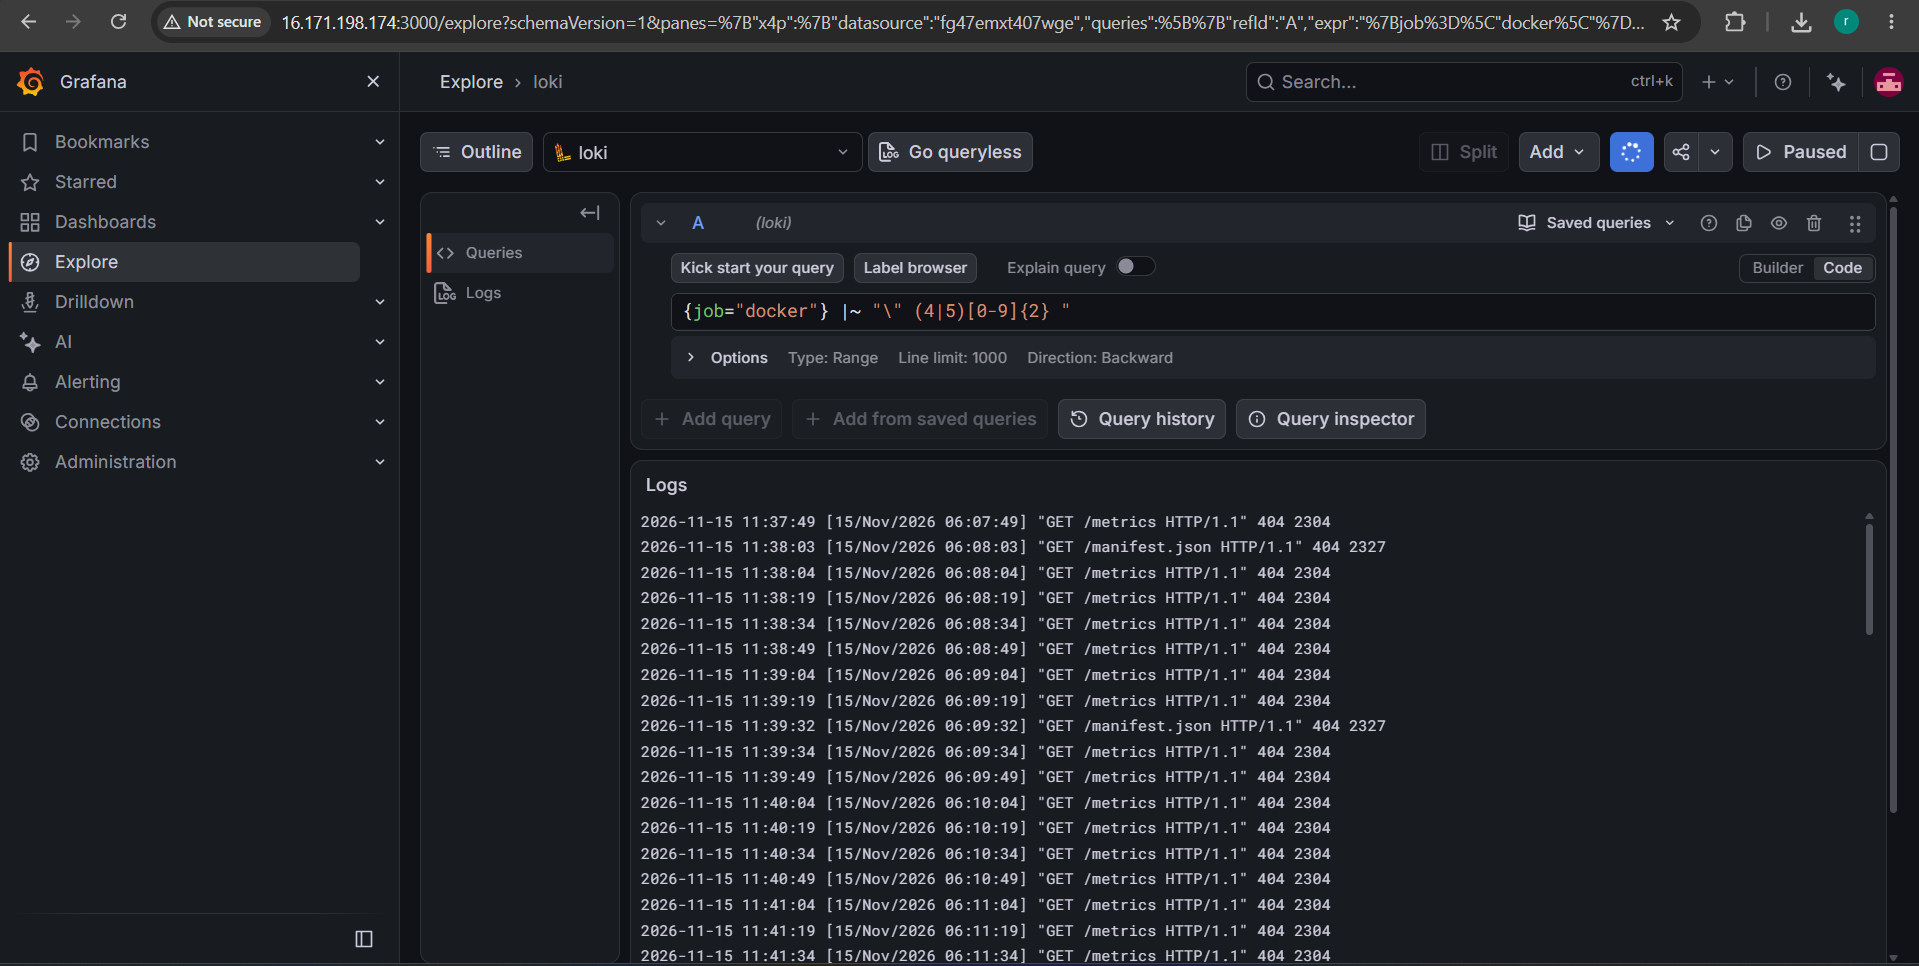 Not secure 16.171.198.174:3000/explore?schemaVersion=1&panes=%7B"x4p":%7B"datasource":"fg47emxt407wge","queries":%5B%7B"refId":"A","expr":"%7Bjob%3D%5C"docker%5C"%7D... r
Grafana
Explore › loki
Search... ctrl+k
Bookmarks
Starred
Dashboards
Explore
Drilldown
AI
Alerting
Connections
Administration
Outline loki Go queryless Split Add Paused
Queries
Logs
A (loki) Saved queries
Kick start your query Label browser Explain query Builder Code
{job="docker"} |~ "\" (4|5)[0-9]{2} "
Options Type: Range Line limit: 1000 Direction: Backward
+ Add query + Add from saved queries Query history Query inspector
Logs
2026-11-15 11:37:49 [15/Nov/2026 06:07:49] "GET /metrics HTTP/1.1" 404 2304
2026-11-15 11:38:03 [15/Nov/2026 06:08:03] "GET /manifest.json HTTP/1.1" 404 2327
2026-11-15 11:38:04 [15/Nov/2026 06:08:04] "GET /metrics HTTP/1.1" 404 2304
2026-11-15 11:38:19 [15/Nov/2026 06:08:19] "GET /metrics HTTP/1.1" 404 2304
2026-11-15 11:38:34 [15/Nov/2026 06:08:34] "GET /metrics HTTP/1.1" 404 2304
2026-11-15 11:38:49 [15/Nov/2026 06:08:49] "GET /metrics HTTP/1.1" 404 2304
2026-11-15 11:39:04 [15/Nov/2026 06:09:04] "GET /metrics HTTP/1.1" 404 2304
2026-11-15 11:39:19 [15/Nov/2026 06:09:19] "GET /metrics HTTP/1.1" 404 2304
2026-11-15 11:39:32 [15/Nov/2026 06:09:32] "GET /manifest.json HTTP/1.1" 404 2327
2026-11-15 11:39:34 [15/Nov/2026 06:09:34] "GET /metrics HTTP/1.1" 404 2304
2026-11-15 11:39:49 [15/Nov/2026 06:09:49] "GET /metrics HTTP/1.1" 404 2304
2026-11-15 11:40:04 [15/Nov/2026 06:10:04] "GET /metrics HTTP/1.1" 404 2304
2026-11-15 11:40:19 [15/Nov/2026 06:10:19] "GET /metrics HTTP/1.1" 404 2304
2026-11-15 11:40:34 [15/Nov/2026 06:10:34] "GET /metrics HTTP/1.1" 404 2304
2026-11-15 11:40:49 [15/Nov/2026 06:10:49] "GET /metrics HTTP/1.1" 404 2304
2026-11-15 11:41:04 [15/Nov/2026 06:11:04] "GET /metrics HTTP/1.1" 404 2304
2026-11-15 11:41:19 [15/Nov/2026 06:11:19] "GET /metrics HTTP/1.1" 404 2304
2026-11-15 11:41:34 [15/Nov/2026 06:11:34] "GET /metrics HTTP/1.1" 404 2304